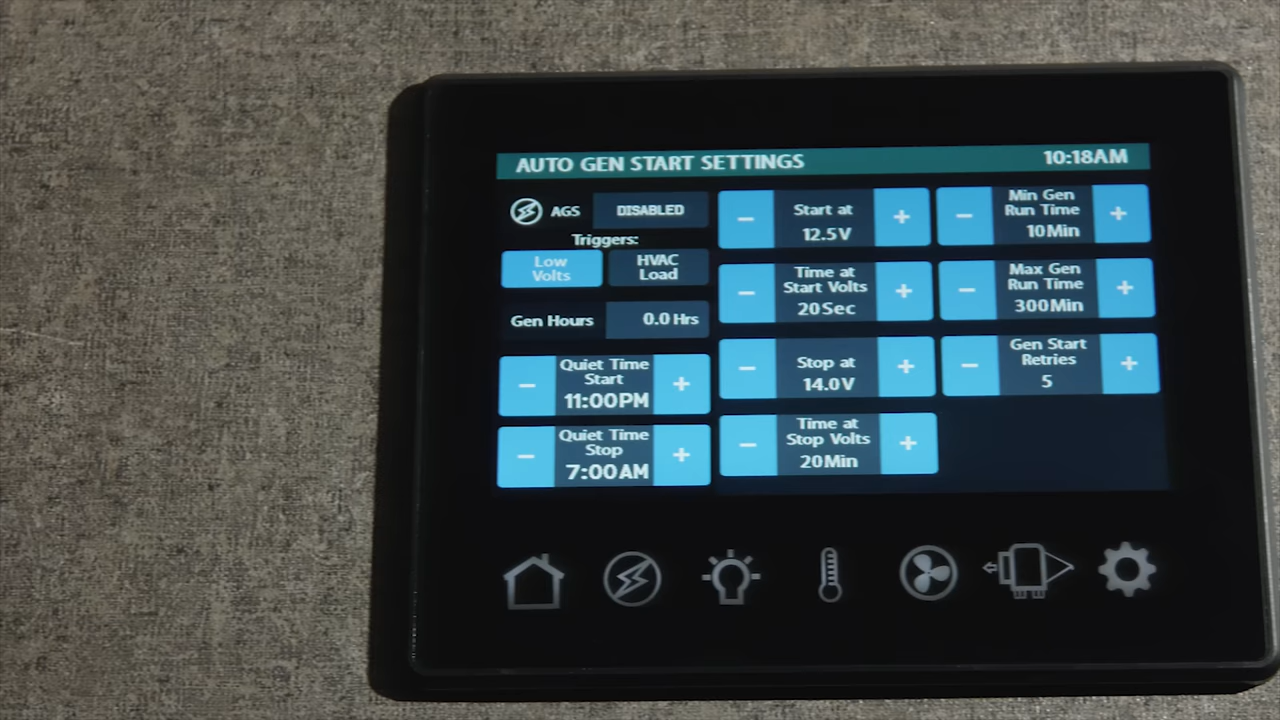 AUTO GEN START SETTINGS
10:18AM
AGS
DISABLED
Triggers:
Low
Volts
HVAC
Load
Gen Hours
0.0 Hrs
−
Quiet Time
Start
11:00PM
+
−
Quiet Time
Stop
7:00AM
+
−
Start at
12.5V
+
−
Time at
Start Volts
20Sec
+
−
Stop at
14.0V
+
−
Time at
Stop Volts
20Min
+
−
Min Gen
Run Time
10Min
+
−
Max Gen
Run Time
300Min
+
−
Gen Start
Retries
5
+